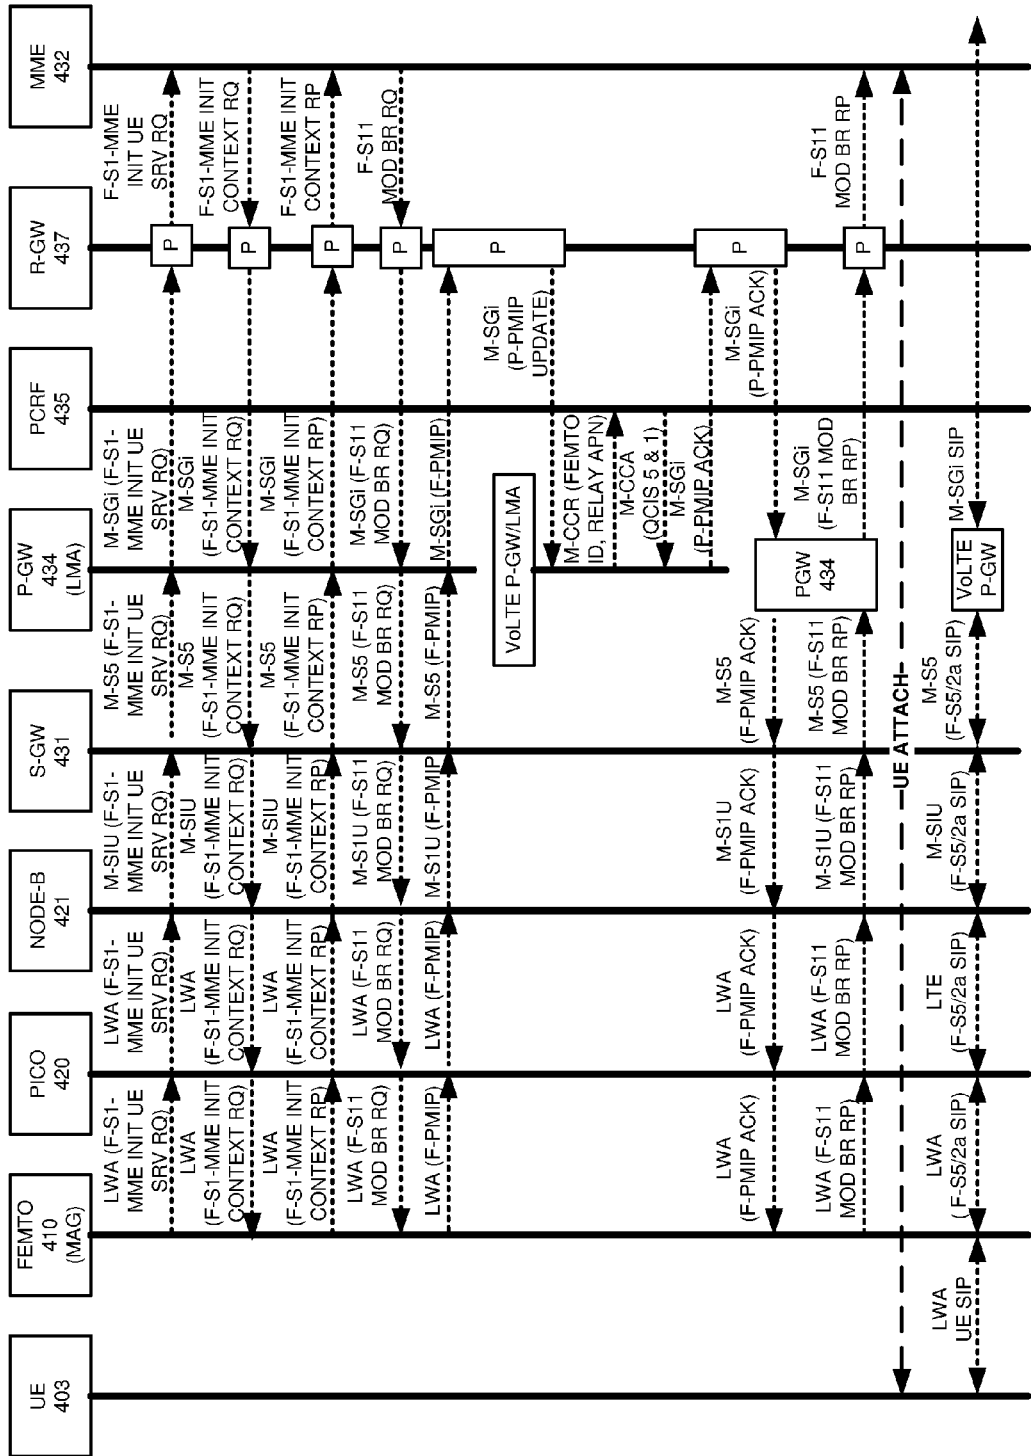 UE
403
FEMTO
410
(MAG)
PICO
420
NODE-B
421
S-GW
431
P-GW
434
(LMA)
PCRF
435
R-GW
437
MME
432
LWA (F-S1-
MME INIT UE
SRV RQ)
LWA (F-S1-
MME INIT UE
SRV RQ)
M-SIU (F-S1-
MME INIT UE
SRV RQ)
M-S5 (F-S1-
MME INIT UE
SRV RQ)
M-SGi (F-S1-
MME INIT UE
SRV RQ)
P
F-S1-MME
INIT UE
SRV RQ
LWA
(F-S1-MME INIT
CONTEXT RQ)
LWA
(F-S1-MME INIT
CONTEXT RQ)
M-SIU
(F-S1-MME INIT
CONTEXT RQ)
M-S5
(F-S1-MME INIT
CONTEXT RQ)
M-SGi
(F-S1-MME INIT
CONTEXT RQ)
P
F-S1-MME INIT
CONTEXT RQ
LWA
(F-S1-MME INIT
CONTEXT RP)
LWA
(F-S1-MME INIT
CONTEXT RP)
M-SIU
(F-S1-MME INIT
CONTEXT RP)
M-S5
(F-S1-MME INIT
CONTEXT RP)
M-SGi
(F-S1-MME INIT
CONTEXT RP)
P
F-S1-MME INIT
CONTEXT RP
LWA (F-S11
MOD BR RQ)
LWA (F-S11
MOD BR RQ)
M-S1U (F-S11
MOD BR RQ)
M-S5 (F-S11
MOD BR RQ)
M-SGi (F-S11
MOD BR RQ)
P
F-S11
MOD BR RQ
LWA (F-PMIP)
LWA (F-PMIP)
M-S1U (F-PMIP)
M-S5 (F-PMIP)
M-SGi (F-PMIP)
P
VoLTE P-GW/LMA
M-SGi
(P-PMIP
UPDATE)
M-CCR (FEMTO
ID, RELAY APN)
M-CCA
(QCIS 5 & 1)
M-SGi
(P-PMIP ACK)
P
LWA
(F-PMIP ACK)
LWA
(F-PMIP ACK)
M-S1U
(F-PMIP ACK)
M-S5
(F-PMIP ACK)
PGW
434
M-SGi
(P-PMIP ACK)
LWA (F-S11
MOD BR RP)
LWA (F-S11
MOD BR RP)
M-S1U (F-S11
MOD BR RP)
M-S5 (F-S11
MOD BR RP)
M-SGi
(F-S11 MOD
BR RP)
P
F-S11
MOD BR RP
UE ATTACH
LWA
UE SIP
LWA
( F-S5/2a SIP)
LTE
(F-S5/2a SIP)
M-SIU
(F-S5/2a SIP)
M-S5
(F-S5/2a SIP)
VoLTE
P-GW
M-SGi SIP